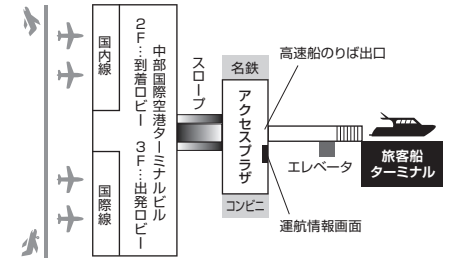 国内線
国際線
中部国際空港ターミナルビル
2F…到着ロビー 3F…出発ロビー
スロープ
名鉄
アクセスプラザ
コンビニ
高速船のりば出口
エレベータ
運航情報画面
旅客船
ターミナル